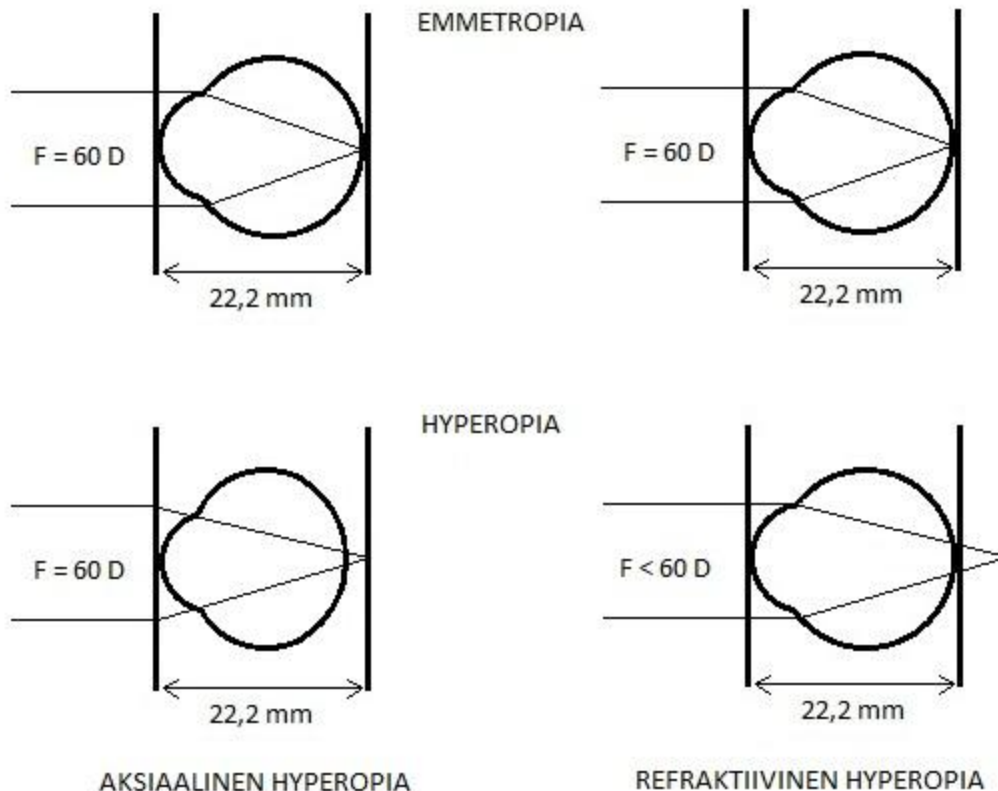 EMMETROPIA
F = 60 D
F = 60 D
22,2 mm
22,2 mm
HYPEROPIA
F = 60 D
F < 60 D
22,2 mm
22,2 mm
AKSIAALINEN HYPEROPIA
REFRAKTIIVINEN HYPEROPIA